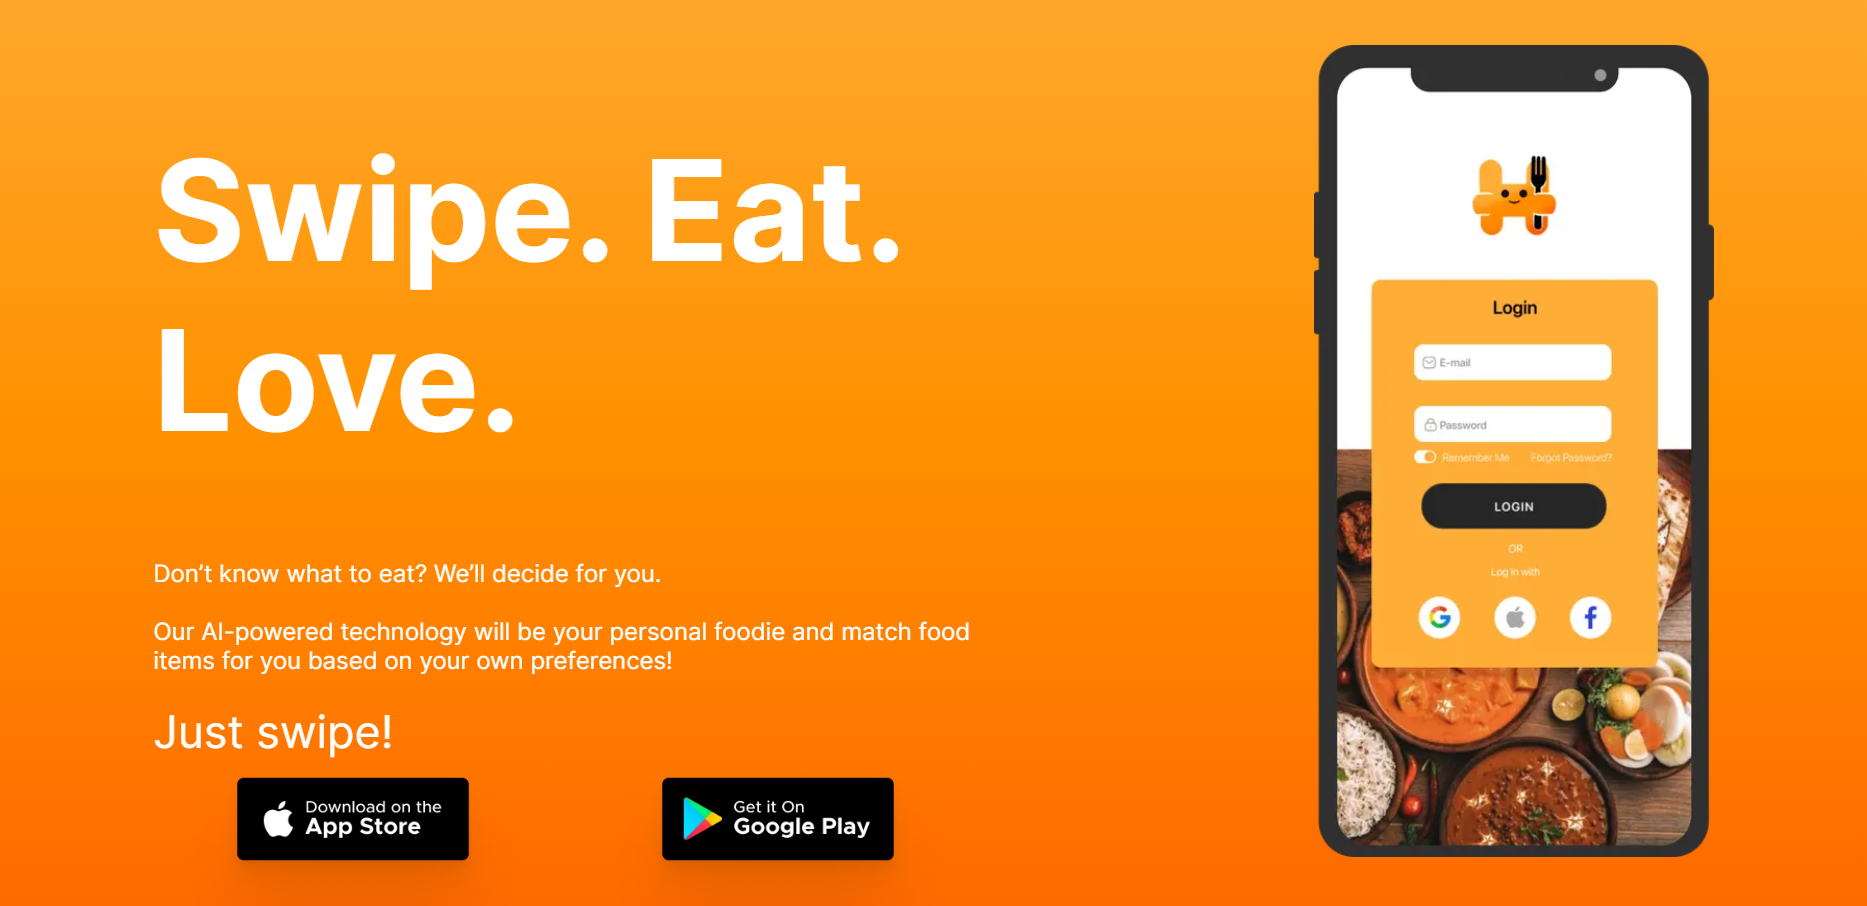 Swipe. Eat.
Love.
Don’t know what to eat? We’ll decide for you.
Our AI-powered technology will be your personal foodie and match food
items for you based on your own preferences!
Just swipe!
Download on the
App Store
Get it On
Google Play
Login
E-mail
Password
Remember Me Forgot Password?
LOGIN
OR
Log In with